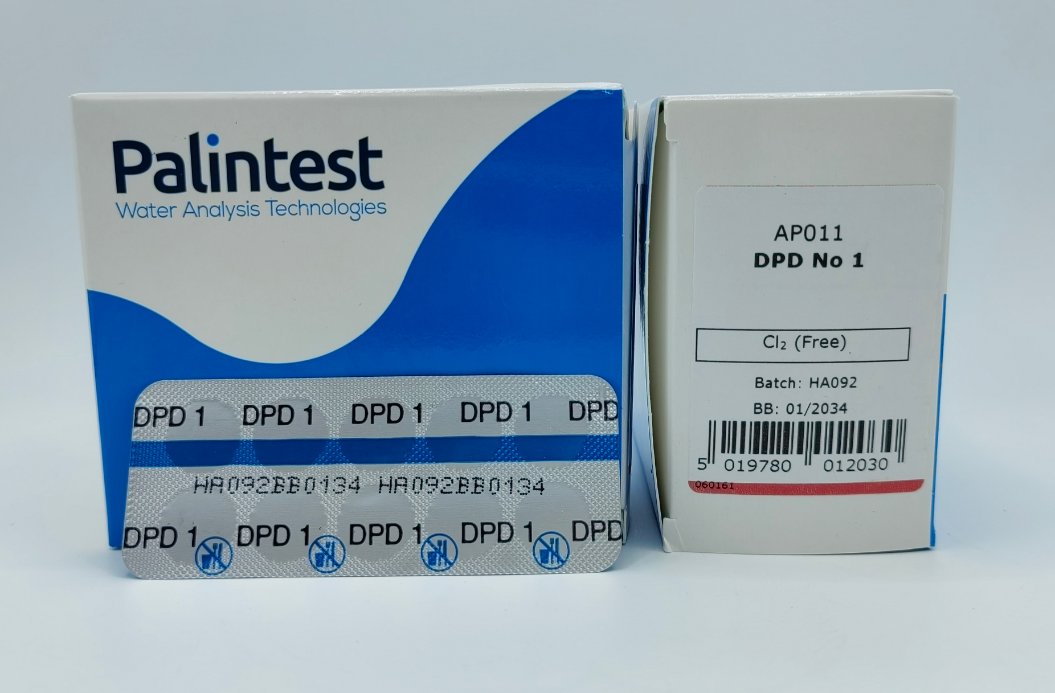 Palintest
Water Analysis Technologies
DPD 1 DPD 1 DPD 1 DPD 1 DPD
HA092BB0134 HA092BB0134
DPD 1 DPD 1 DPD 1 DPD 1 DPD
AP011
DPD No 1
Cl₂ (Free)
Batch: HA092
BB: 01/2034
5 019780 012030
060161